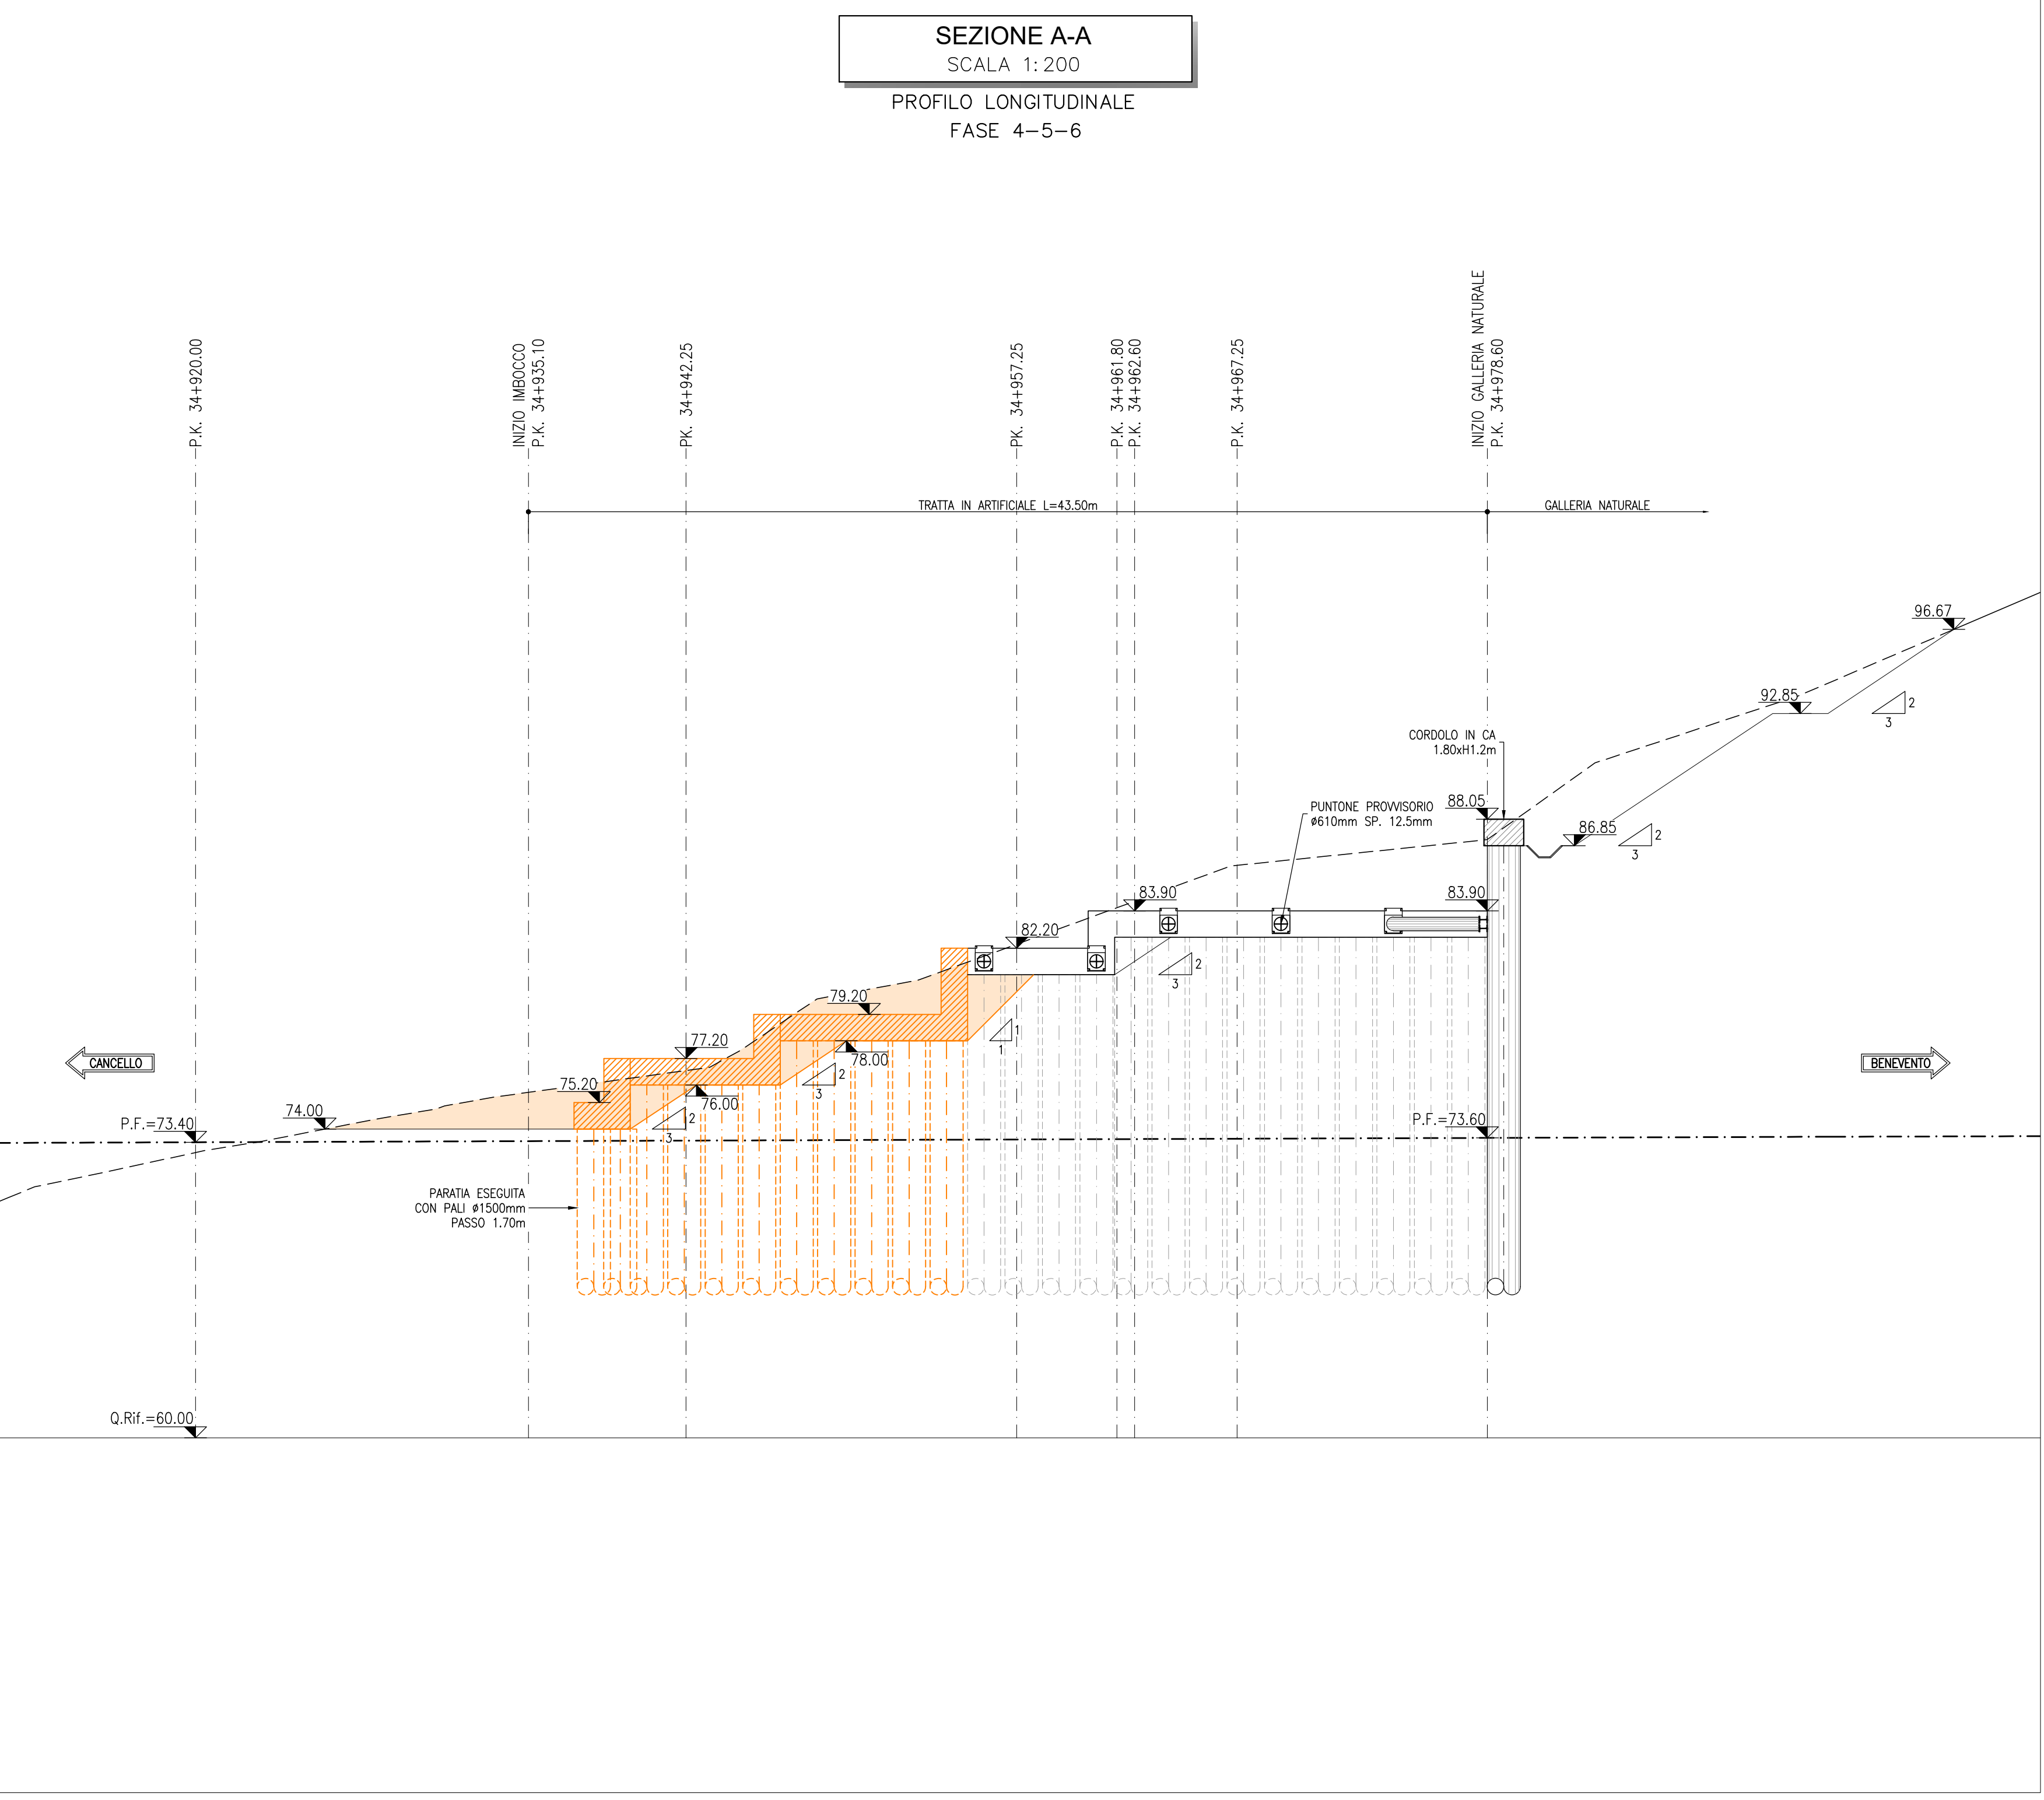 SEZIONE A-A
SCALA 1:200
PROFILO LONGITUDINALE
FASE 4-5-6
P.K. 34+920.00
INIZIO IMBOCCO
P.K. 34+935.10
PK. 34+942.25
PK. 34+957.25
P.K. 34+961.80
P.K. 34+962.60
P.K. 34+967.25
INIZIO GALLERIA NATURALE
P.K. 34+978.60
TRATTA IN ARTIFICIALE L=43.50m
GALLERIA NATURALE
96.67
92.85
2
3
CORDOLO IN CA
1.80xH1.2m
PUNTONE PROVVISORIO
ø610mm SP. 12.5mm
88.05
86.85
2
3
83.90
83.90
82.20
2
3
79.20
1
1
77.20
78.00
2
3
CANCELLO
BENEVENTO
75.20
76.00
2
3
74.00
P.F.=73.40
P.F.=73.60
PARATIA ESEGUITA
CON PALI ø1500mm
PASSO 1.70m
Q.Rif.=60.00